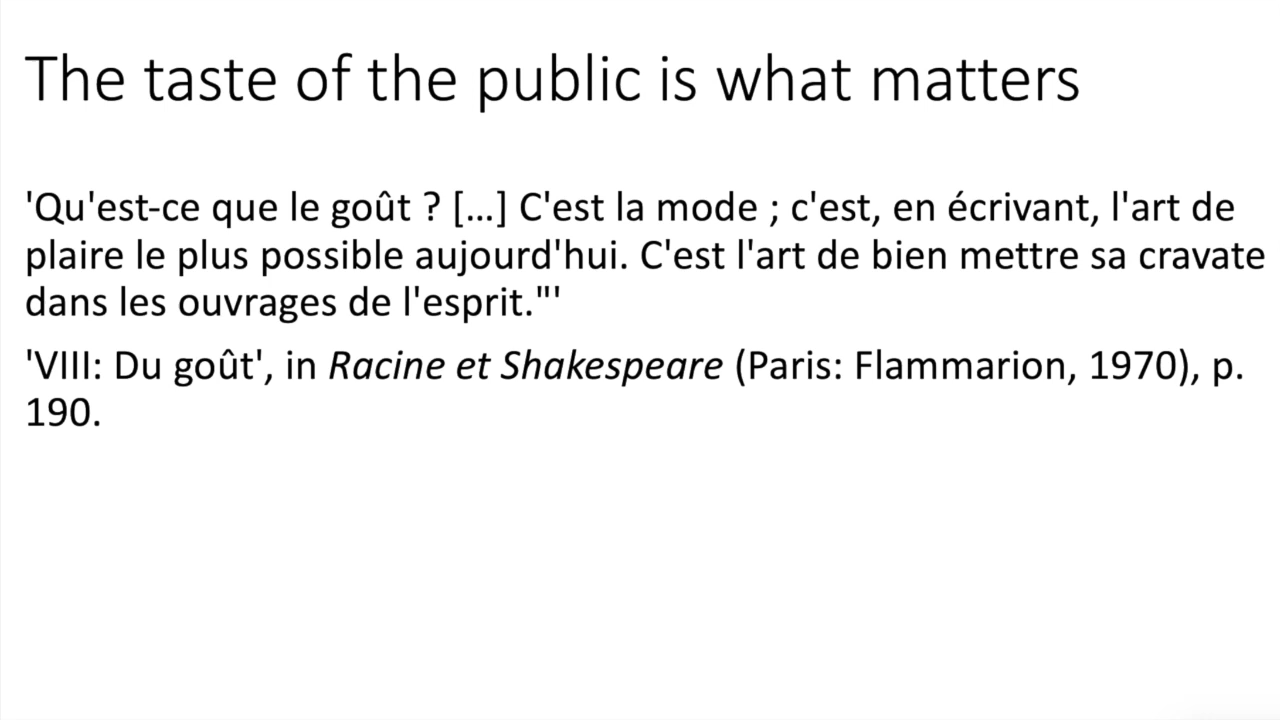 The taste of the public is what matters
'Qu'est-ce que le goût ? [...] C'est la mode ; c'est, en écrivant, l'art de
plaire le plus possible aujourd'hui. C'est l'art de bien mettre sa cravate
dans les ouvrages de l'esprit."'
'VIII: Du goût', in Racine et Shakespeare (Paris: Flammarion, 1970), p.
190.